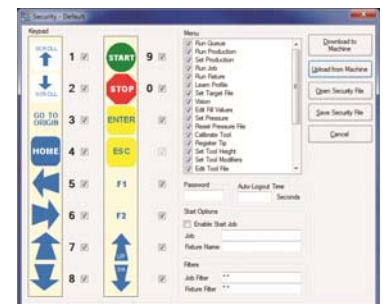 Security - Default
Keypad
SCROLL
SCROLL
GO TO
ORIGIN
HOME
1
2
3
4
5
6
7
8
START
STOP
ENTER
ESC
F1
F2
UP
DN
9
0
Menu
Run Queue
Run Production
Set Production
Run Job
Run Fixture
Learn Profile
Set Target File
Vision
Edit Fill Values
Set Pressure
Reset Pressure File
Calibrate Tool
Register Tip
Set Tool Height
Set Tool Modifiers
Edit Tool File
Password
Auto-Logout Time
Seconds
Start Options
Enable Start Job
Job
Fixture Name
Filters
Job Filter *.*
Fixture Filter *.*
Download to
Machine
Upload from Machine
Open Security File
Save Security File
Cancel